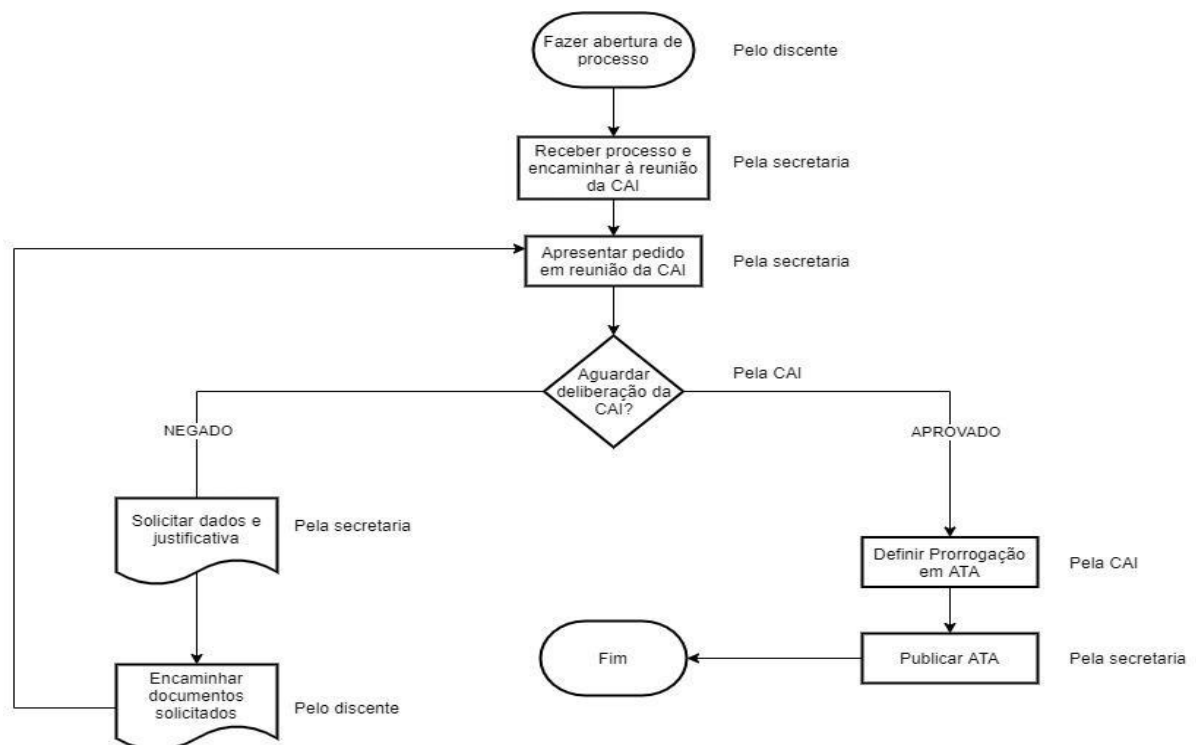 Fazer abertura de
processo
Pelo discente
Receber processo e
encaminhar à reunião
da CAI
Pela secretaria
Apresentar pedido
em reunião da CAI
Pela secretaria
Aguardar
deliberação da
CAI?
Pela CAI
NEGADO
APROVADO
Solicitar dados e
justificativa
Pela secretaria
Definir Prorrogação
em ATA
Pela CAI
Encaminhar
documentos
solicitados
Pelo discente
Fim
Publicar ATA
Pela secretaria